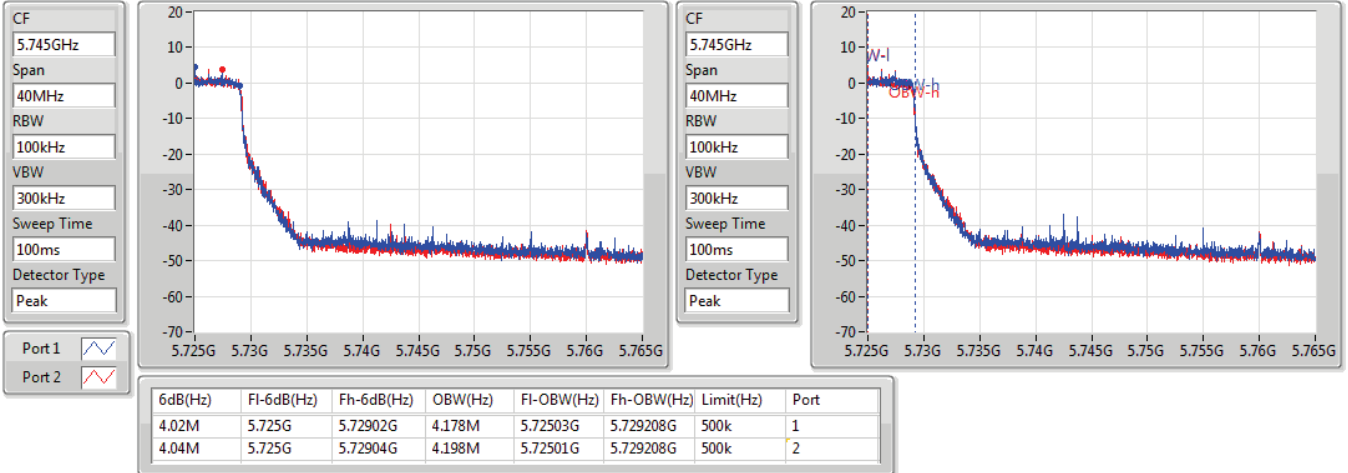 CF
5.745GHz
Span
40MHz
RBW
100kHz
VBW
300kHz
Sweep Time
100ms
Detector Type
Peak
Port 1
Port 2
20
10
0
-10
-20
-30
-40
-50
-60
-70
5.725G 5.73G 5.735G 5.74G 5.745G 5.75G 5.755G 5.76G 5.765G
CF
5.745GHz
Span
40MHz
RBW
100kHz
VBW
300kHz
Sweep Time
100ms
Detector Type
Peak
20
10
0
-10
-20
-30
-40
-50
-60
-70
W-l
OBW-h
5.725G 5.73G 5.735G 5.74G 5.745G 5.75G 5.755G 5.76G 5.765G
6dB(Hz) Fl-6dB(Hz) Fh-6dB(Hz) OBW(Hz) Fl-OBW(Hz) Fh-OBW(Hz) Limit(Hz) Port
4.02M 5.725G 5.72902G 4.178M 5.72503G 5.729208G 500k 1
4.04M 5.725G 5.72904G 4.198M 5.72501G 5.729208G 500k 2